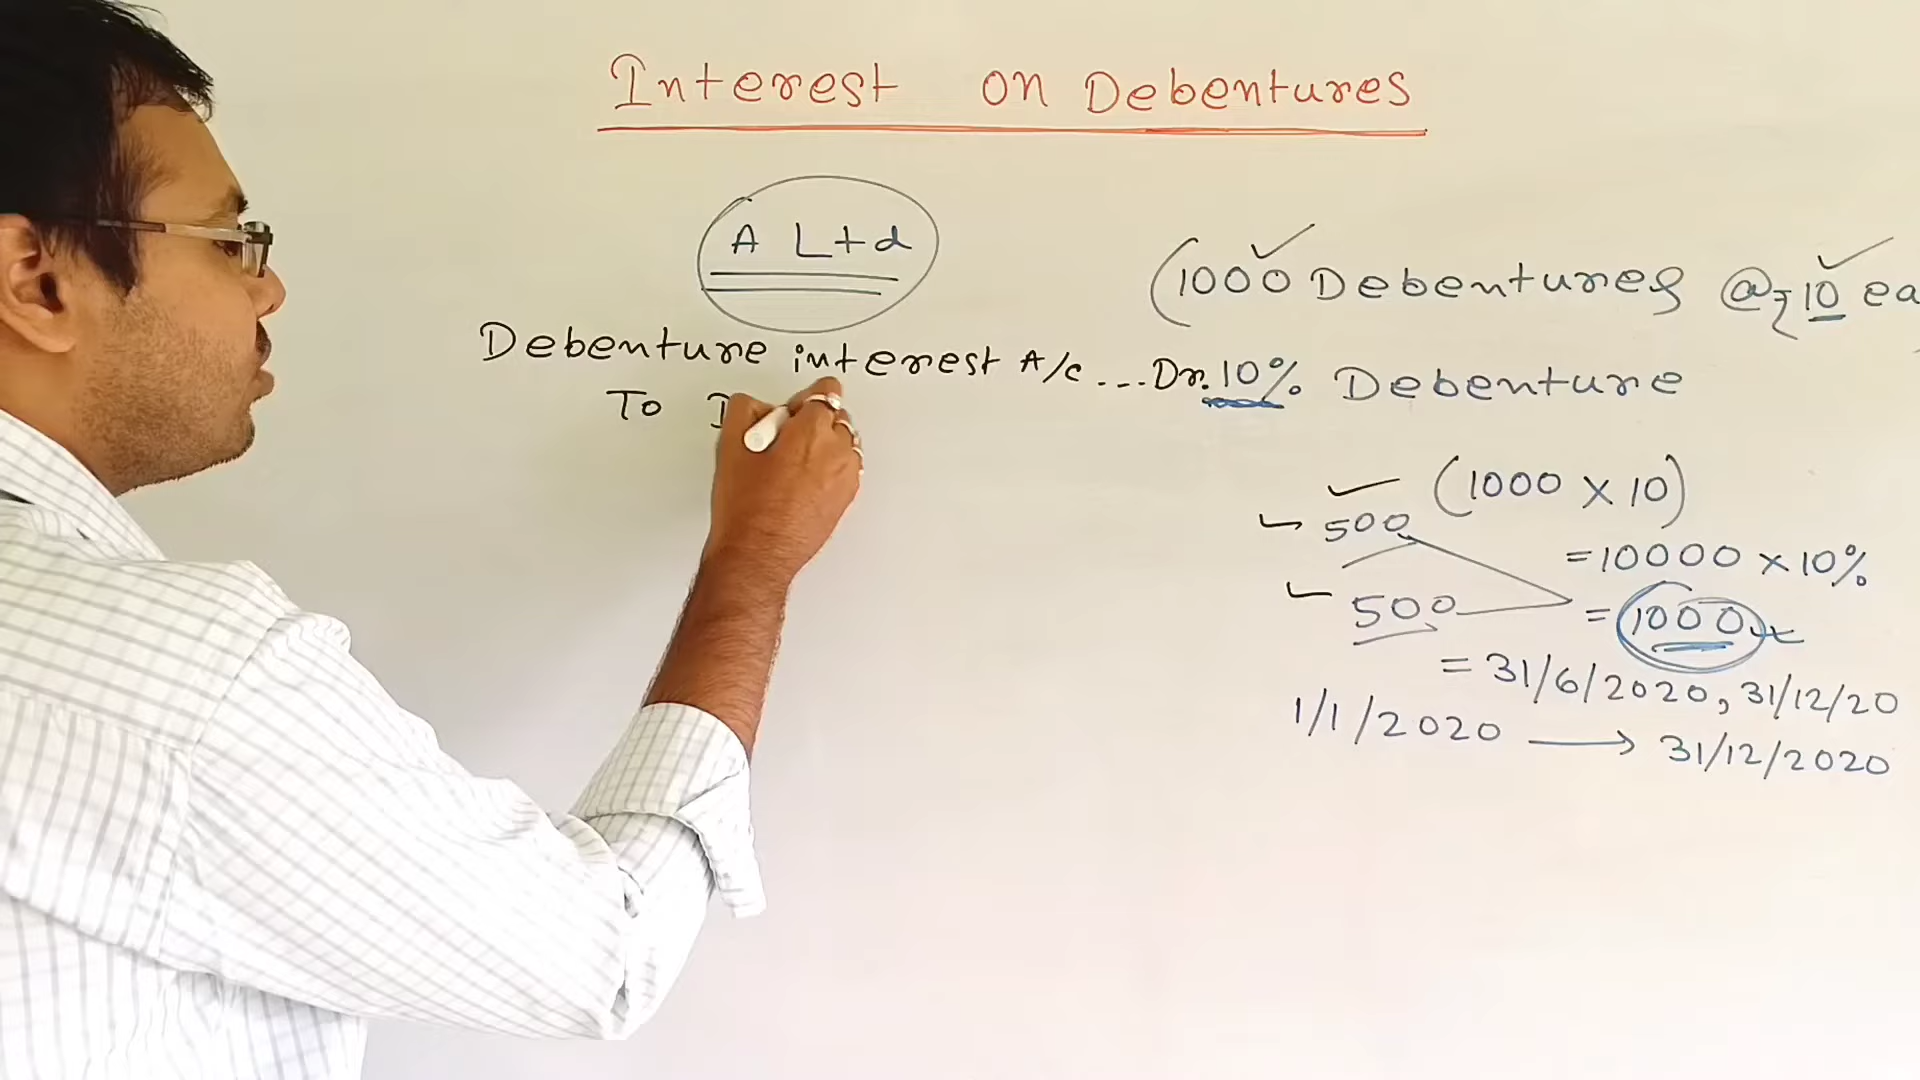 Interest on Debentures
A Ltd
(1000 Debentures @ ₹10 ea
Debenture interest A/c ...Dr. 10% Debenture
To D
(1000 × 10)
500
= 10000 × 10%
500
= 1000
= 31/6/2020, 31/12/20
1/1/2020 → 31/12/2020